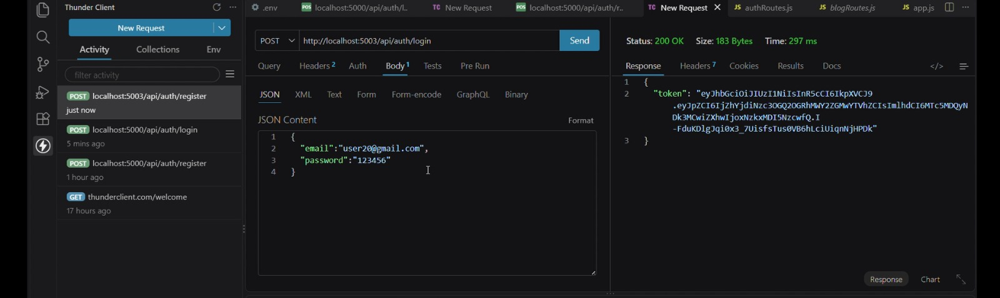 Thunder Client
New Request
Activity Collections Env
filter activity
POST localhost:5003/api/auth/register
just now
POST localhost:5000/api/auth/login
5 mins ago
POST localhost:5000/api/auth/register
1 hour ago
GET thunderclient.com/welcome
17 hours ago
.env POS localhost:5000/api/auth/l.. TC New Request POS localhost:5000/api/auth/r.. TC New Request JS authRoutes.js JS blogRoutes.js JS app.js
POST http://localhost:5003/api/auth/login Send
Query Headers 2 Auth Body 1 Tests Pre Run
JSON XML Text Form Form-encode GraphQL Binary
JSON Content Format
1 {
2 "email":"user20@gmail.com",
3 "password":"123456"
4 }
Status: 200 OK Size: 183 Bytes Time: 297 ms
Response Headers 7 Cookies Results Docs </>
1 {
2 "token": "eyJhbGciOiJIUzI1NiIsInR5cCI6IkpXVCJ9
.eyJpZCI6IjZhYjdiNzc3OGQ2OGRhMWY2ZGMwYTVhZCIsImlhdCI6MTc5MDQyN
Dk3MCwiZXhwIjoxNzkxMDI5NzcwfQ.I
-FduKDlgJqi0x3_7UisfsTus0VB6hLciUiqnNjHPDk"
3 }
Response Chart